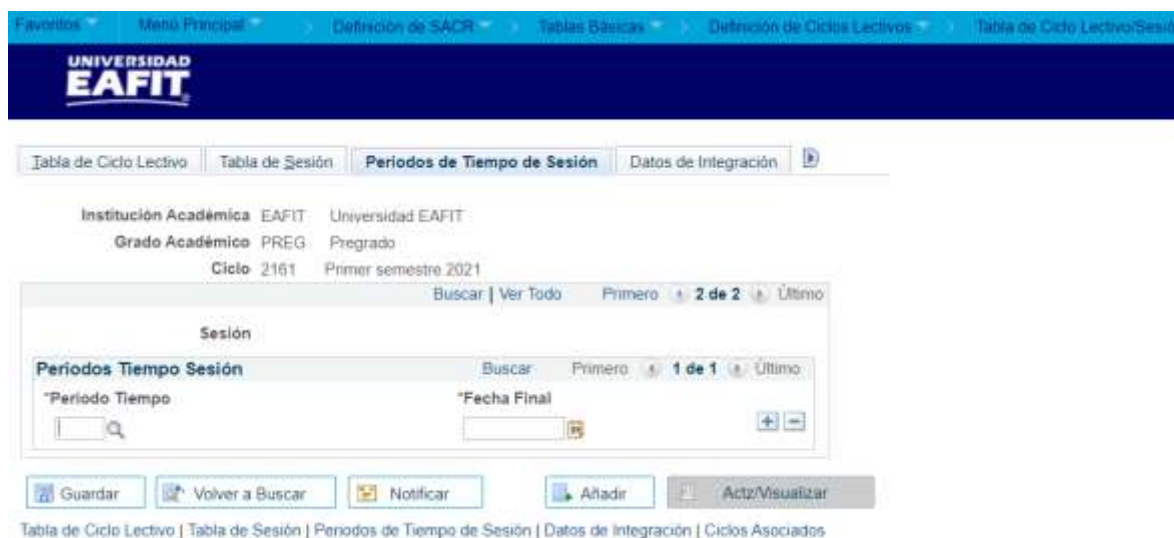 Favoritos Menú Principal Definición de SACR Tablas Básicas Definición de Ciclos Lectivos Tabla de Ciclo Lectivo/Sesió
UNIVERSIDAD
EAFIT
Tabla de Ciclo Lectivo Tabla de Sesión Periodos de Tiempo de Sesión Datos de Integración
Institución Académica EAFIT Universidad EAFIT
Grado Académico PREG Pregrado
Ciclo 2161 Primer semestre 2021
Buscar | Ver Todo Primero 2 de 2 Último
Sesión
Periodos Tiempo Sesión Buscar Primero 1 de 1 Último
*Periodo Tiempo *Fecha Final
Guardar Volver a Buscar Notificar Añadir Actz/Visualizar
Tabla de Ciclo Lectivo | Tabla de Sesión | Periodos de Tiempo de Sesión | Datos de Integración | Ciclos Asociados